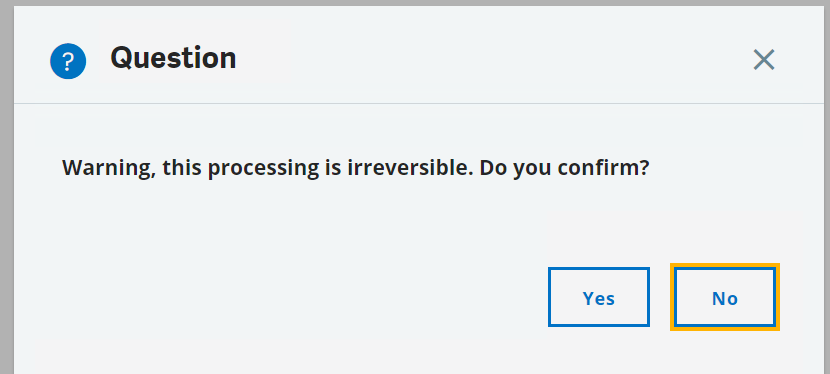 Question
Warning, this processing is irreversible. Do you confirm?
Yes No